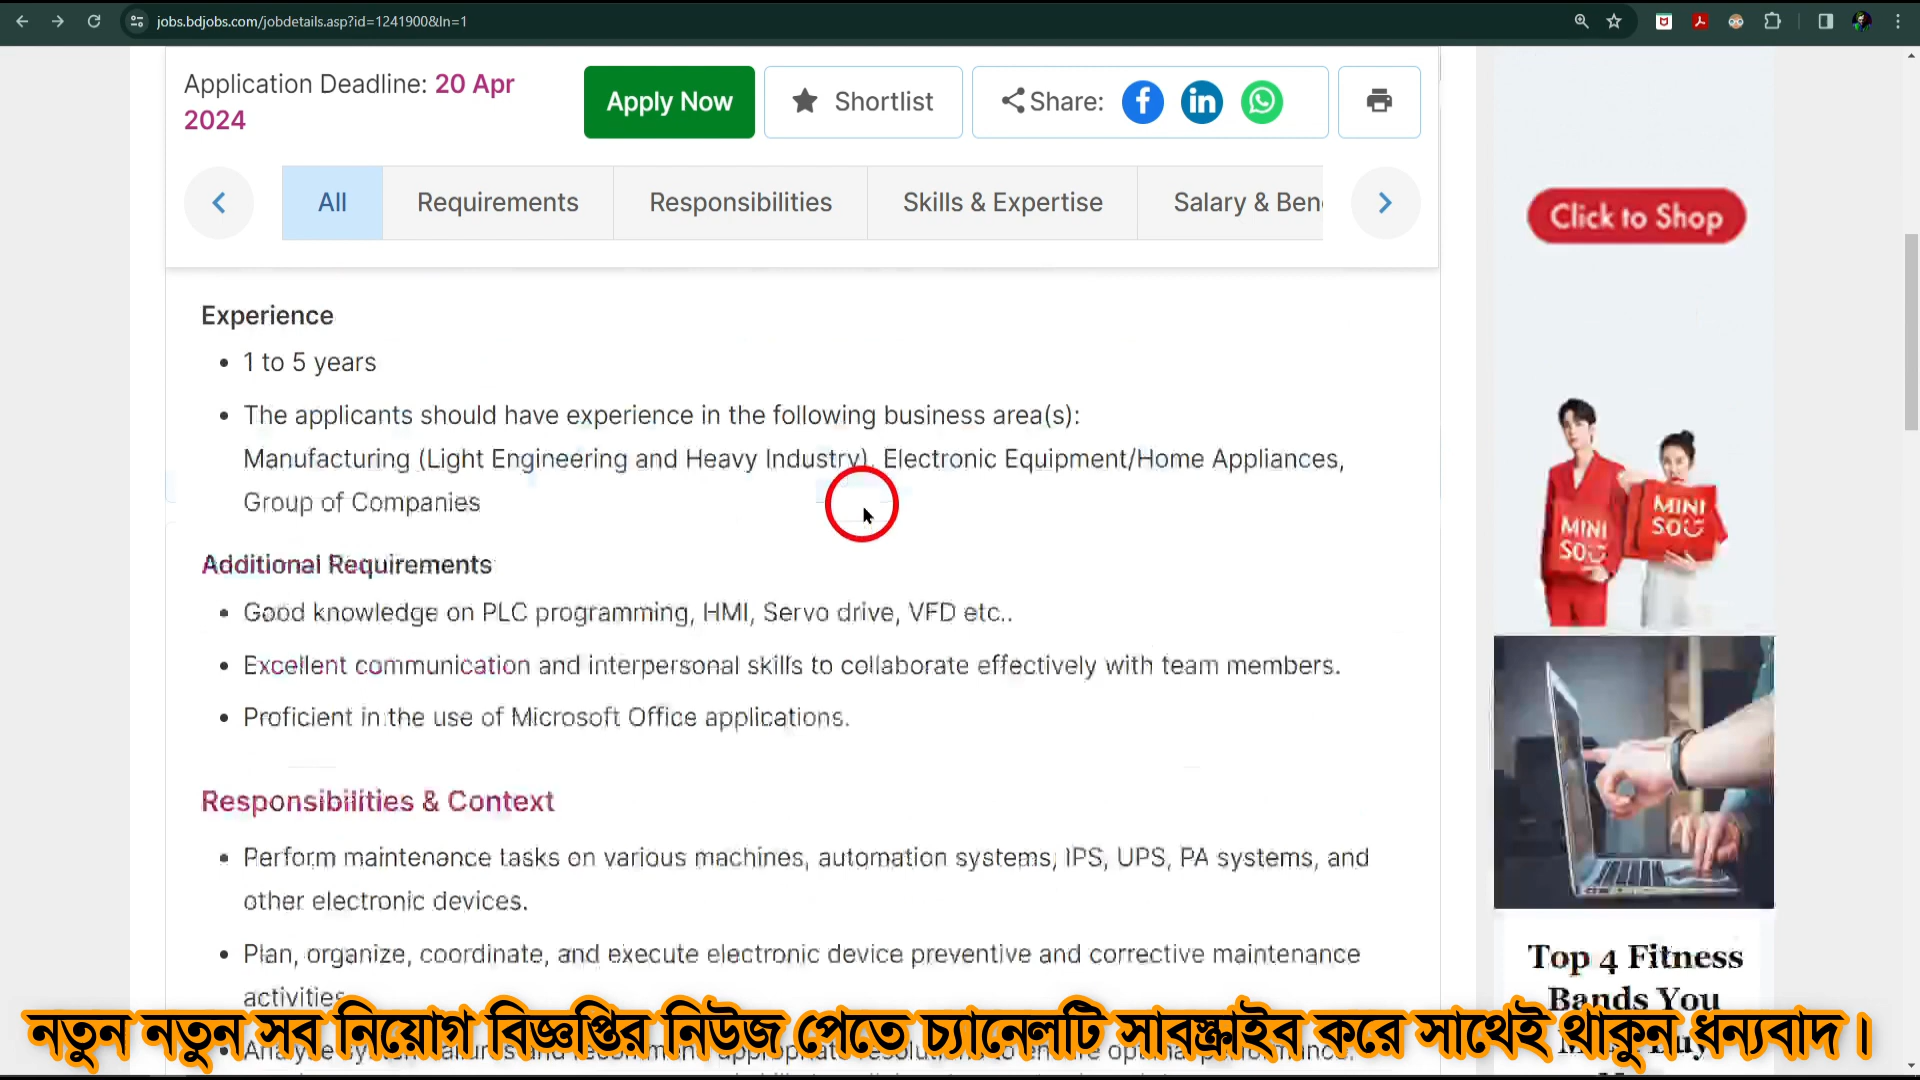 jobs.bdjobs.com/jobdetails.asp?id=1241900&ln=1
Application Deadline: 20 Apr
2024
Apply Now
Shortlist
Share:
All
Requirements
Responsibilities
Skills & Expertise
Salary & Ben
Experience
1 to 5 years
The applicants should have experience in the following business area(s):
Manufacturing (Light Engineering and Heavy Industry), Electronic Equipment/Home Appliances,
Group of Companies
Additional Requirements
Good knowledge on PLC programming, HMI, Servo drive, VFD etc..
Excellent communication and interpersonal skills to collaborate effectively with team members.
Proficient in the use of Microsoft Office applications.
Responsibilities & Context
Perform maintenance tasks on various machines, automation systems, IPS, UPS, PA systems, and
other electronic devices.
Plan, organize, coordinate, and execute electronic device preventive and corrective maintenance
activities
Click to Shop
MINI
SO
MINI
SO
Top 4 Fitness
Bands You
নতুন নতুন সব নিয়োগ বিজ্ঞপ্তির নিউজ পেতে চ্যানেলটি সাবস্ক্রাইব করে সাথেই থাকুন ধন্যবাদ।